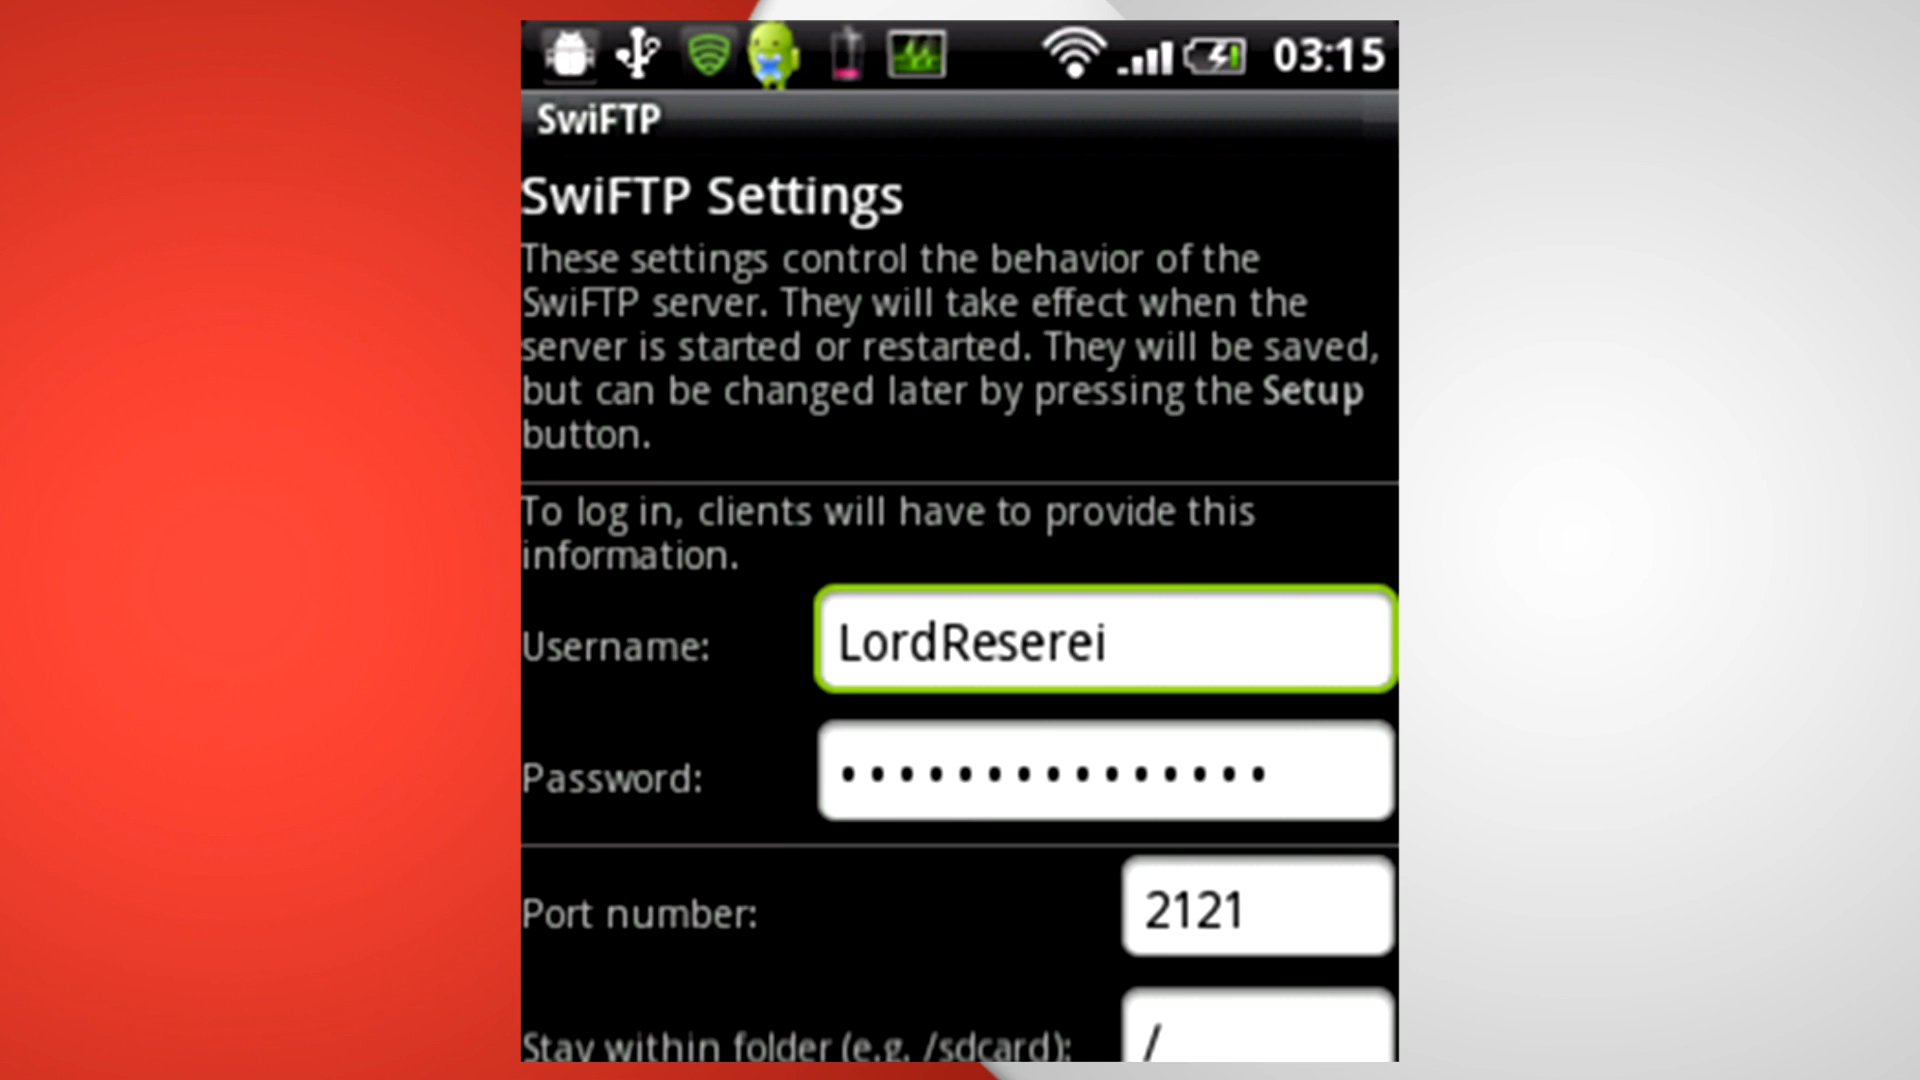 03:15
SwiFTP
SwiFTP Settings
These settings control the behavior of the
SwiFTP server. They will take effect when the
server is started or restarted. They will be saved,
but can be changed later by pressing the Setup
button.
To log in, clients will have to provide this
information.
Username: LordReserei
Password: •••••••••••••••
Port number: 2121
Stay within folder (e.g. /sdcard): /